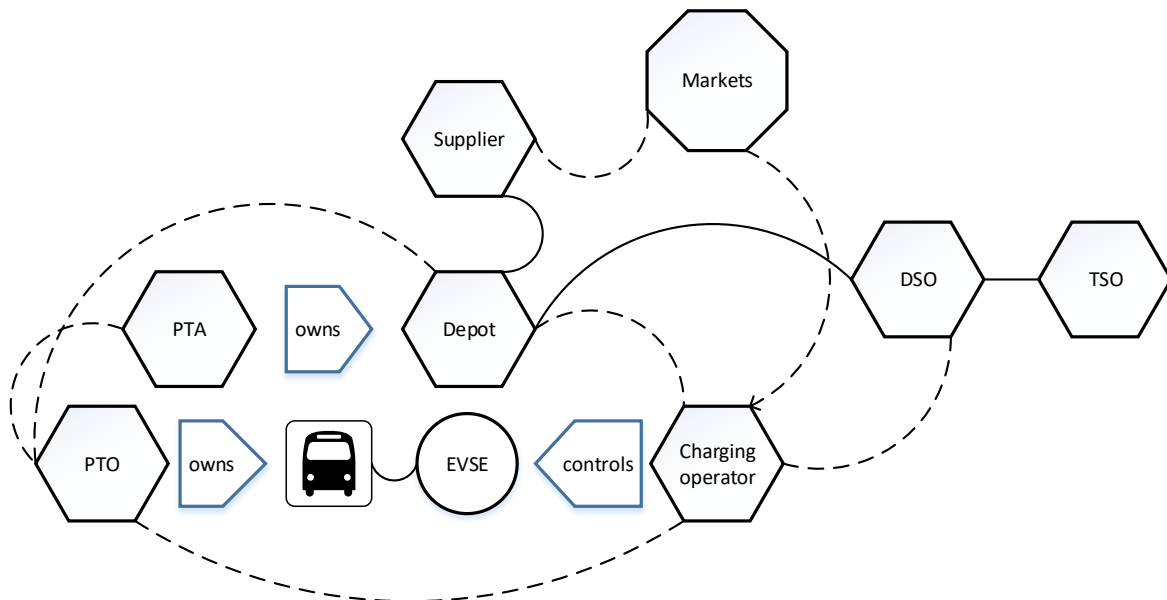 Markets
Supplier
DSO
TSO
PTA
owns
Depot
PTO
owns
EVSE
controls
Charging
operator